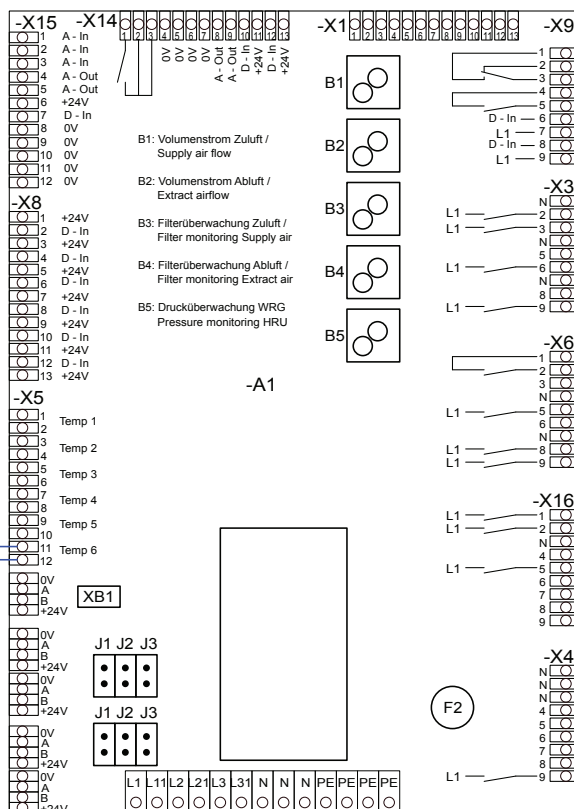 -X15 -X14 -X1 -X9
1 A - In
2 A - In
3 A - In
4 A - Out
5 A - Out
6 +24V
7 D - In
8 0V
9 0V
10 0V
11 0V
12 0V
1 2 3 4 5 6 7 8 9 10 11 12 13
0V 0V 0V 0V A - Out A - Out D - In +24V D - In +24V
1 2 3 4 5 6 7 8 9 10 11 12 13
B1
B2
B3
B4
B5
B1: Volumenstrom Zuluft /
Supply air flow
B2: Volumenstrom Abluft /
Extract airflow
B3: Filterüberwachung Zuluft /
Filter monitoring Supply air
B4: Filterüberwachung Abluft /
Filter monitoring Extract air
B5: Drucküberwachung WRG
Pressure monitoring HRU
1
2
3
4
5
D - In 6
L1 7
D - In 8
L1 9
-X8
1 +24V
2 D - In
3 +24V
4 D - In
5 +24V
6 D - In
7 +24V
8 D - In
9 +24V
10 D - In
11 +24V
12 D - In
13 +24V
-X3
N
L1 2
L1 3
N
5
L1 6
N
8
L1 9
-A1
-X6
1
2
3
N
L1 5
6
N
L1 8
L1 9
-X5
1
2
Temp 1
3
4
Temp 2
5
6
Temp 3
7
8
Temp 4
9
10
Temp 5
11
12
Temp 6
-X16
L1 1
L1 2
N
4
L1 5
6
7
8
9
0V
A
B
+24V
XB1
0V
A
B
+24V
J1 J2 J3
0V
A
B
+24V
J1 J2 J3
0V
A
B
+24V
0V
A
B
+24V
F2
-X4
N
N
N
4
5
6
7
8
L1 9
L1 L11 L2 L21 L3 L31 N N N PE PE PE PE